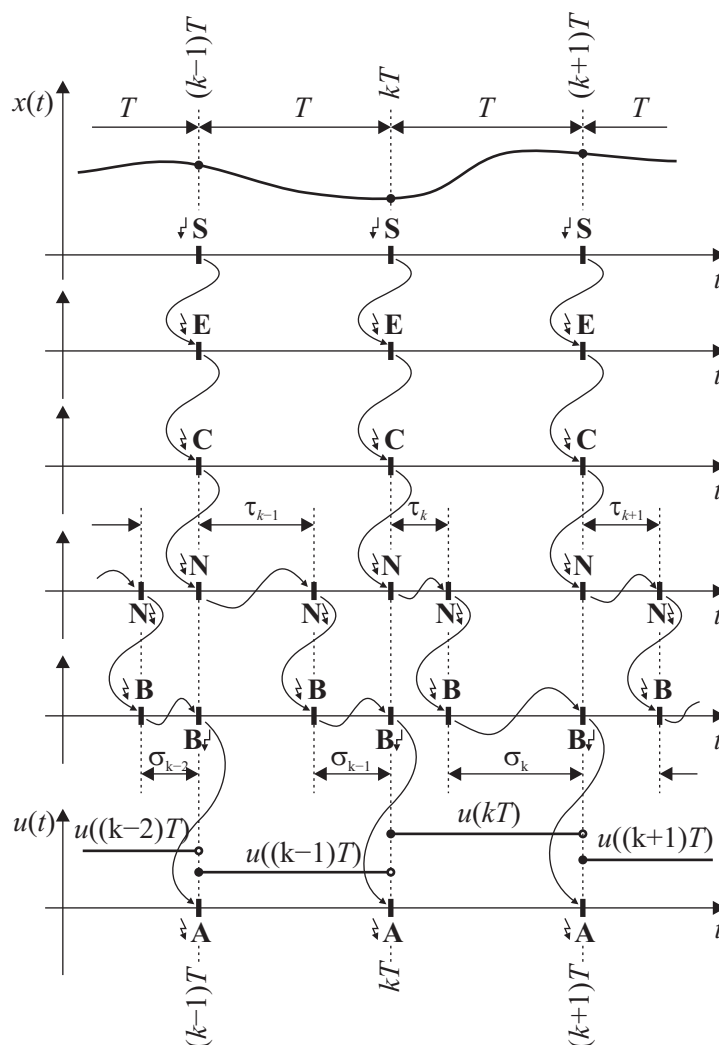 (k−1)T kT (k+1)T
x(t) T T T T
S S S
t
E E E
t
C C C
t
τk−1 τk τk+1
N N N
t
N N N
B B B
t
B B B
σk−2 σk−1 σk
u(t) u((k−2)T) u((k−1)T) u(kT) u((k+1)T)
t
A A A
(k−1)T kT (k+1)T